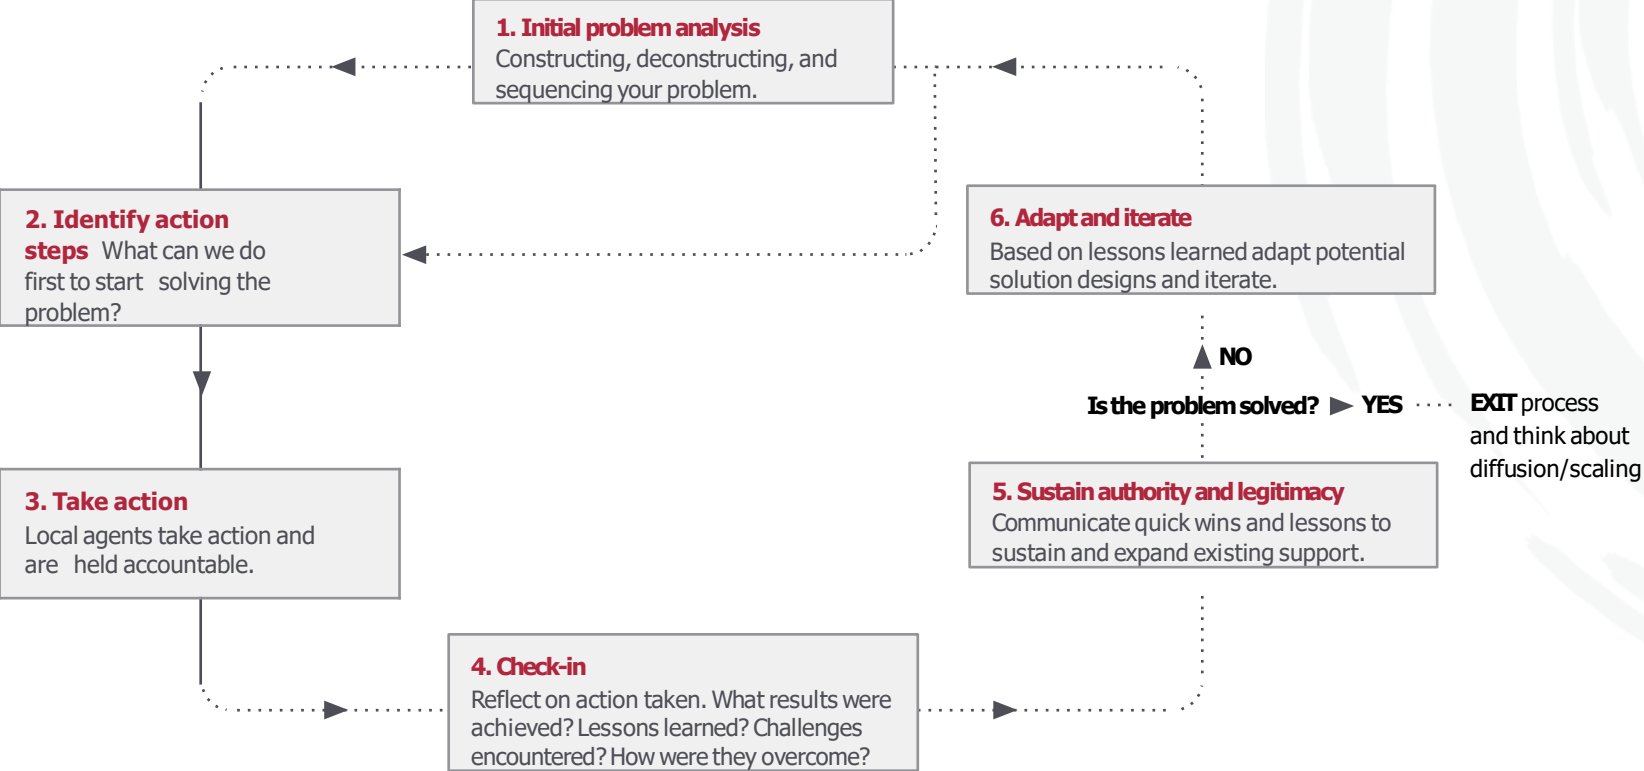 1. Initial problem analysis
Constructing, deconstructing, and
sequencing your problem.
2. Identify action
steps What can we do
first to start solving the
problem?
3. Take action
Local agents take action and
are held accountable.
4. Check-in
Reflect on action taken. What results were
achieved? Lessons learned? Challenges
encountered? How were they overcome?
5. Sustain authority and legitimacy
Communicate quick wins and lessons to
sustain and expand existing support.
Is the problem solved?
YES
EXIT process
and think about
diffusion/scaling
NO
6. Adapt and iterate
Based on lessons learned adapt potential
solution designs and iterate.